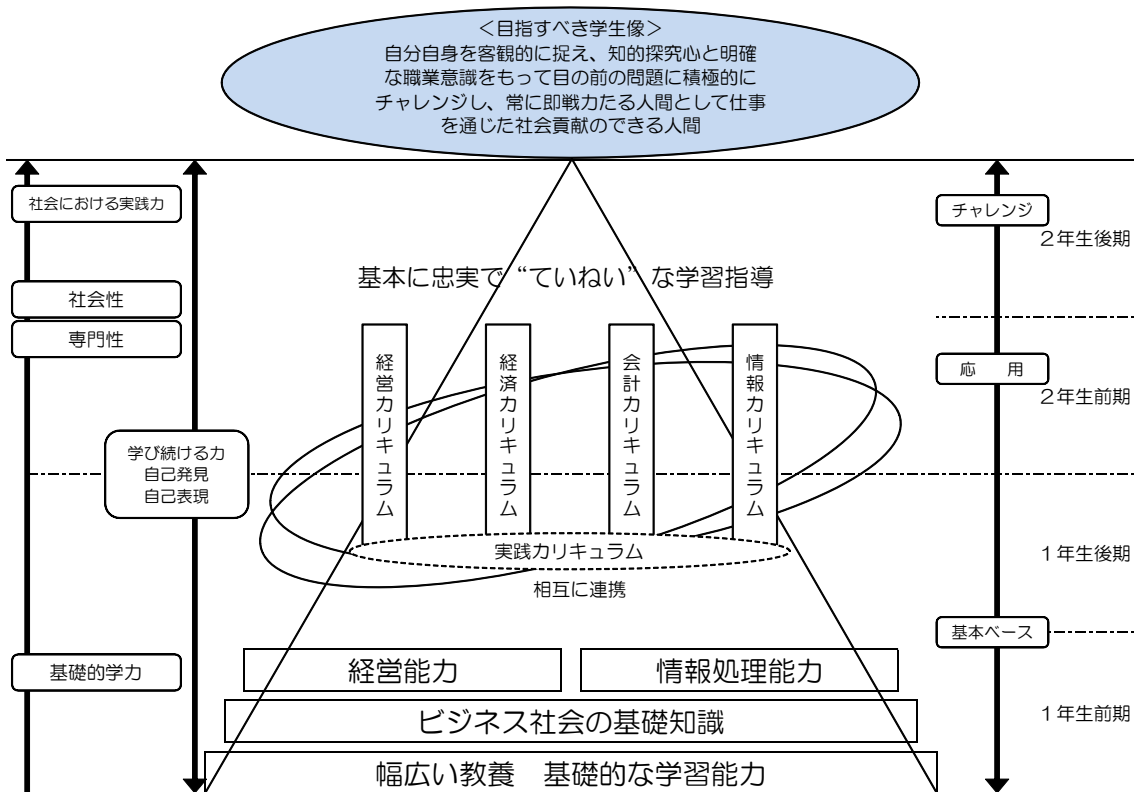 ＜目指すべき学生像＞
自分自身を客観的に捉え、知的探究心と明確
な職業意識をもって目の前の問題に積極的に
チャレンジし、常に即戦力たる人間として仕事
を通じた社会貢献のできる人間
社会における実践力
社会性
専門性
学び続ける力
自己発見
自己表現
基礎的学力
基本に忠実で“ていねい”な学習指導
経営カリキュラム
経済カリキュラム
会計カリキュラム
情報カリキュラム
実践カリキュラム
相互に連携
経営能力
情報処理能力
ビジネス社会の基礎知識
幅広い教養　基礎的な学習能力
チャレンジ
２年生後期
応　用
２年生前期
１年生後期
基本ベース
１年生前期